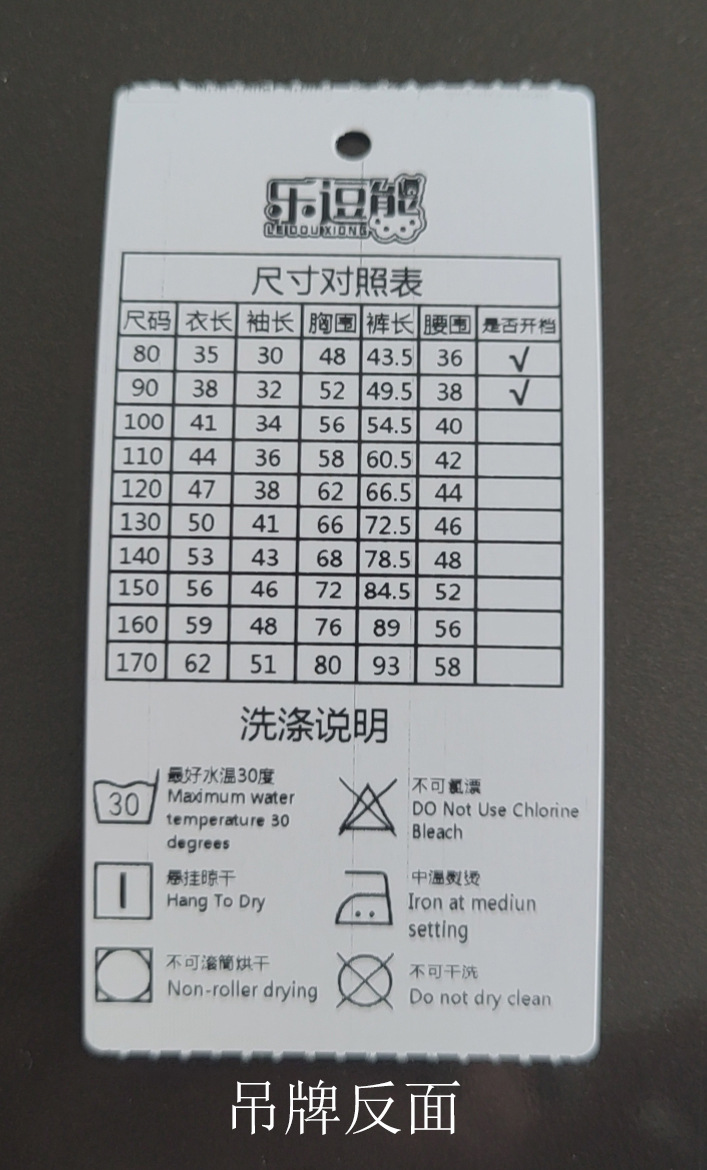 乐逗熊
LEDOUXIONG
尺寸对照表
尺码 衣长 袖长 胸围 裤长 腰围 是否开档
80 35 30 48 43.5 36 √
90 38 32 52 49.5 38 √
100 41 34 56 54.5 40
110 44 36 58 60.5 42
120 47 38 62 66.5 44
130 50 41 66 72.5 46
140 53 43 68 78.5 48
150 56 46 72 84.5 52
160 59 48 76 89 56
170 62 51 80 93 58
洗涤说明
30
最好水温30度
Maximum water
temperature 30
degrees
不可氯漂
DO Not Use Chlorine
Bleach
悬挂晾干
Hang To Dry
中温熨烫
Iron at mediun
setting
不可滚筒烘干
Non-roller drying
不可干洗
Do not dry clean
吊牌反面